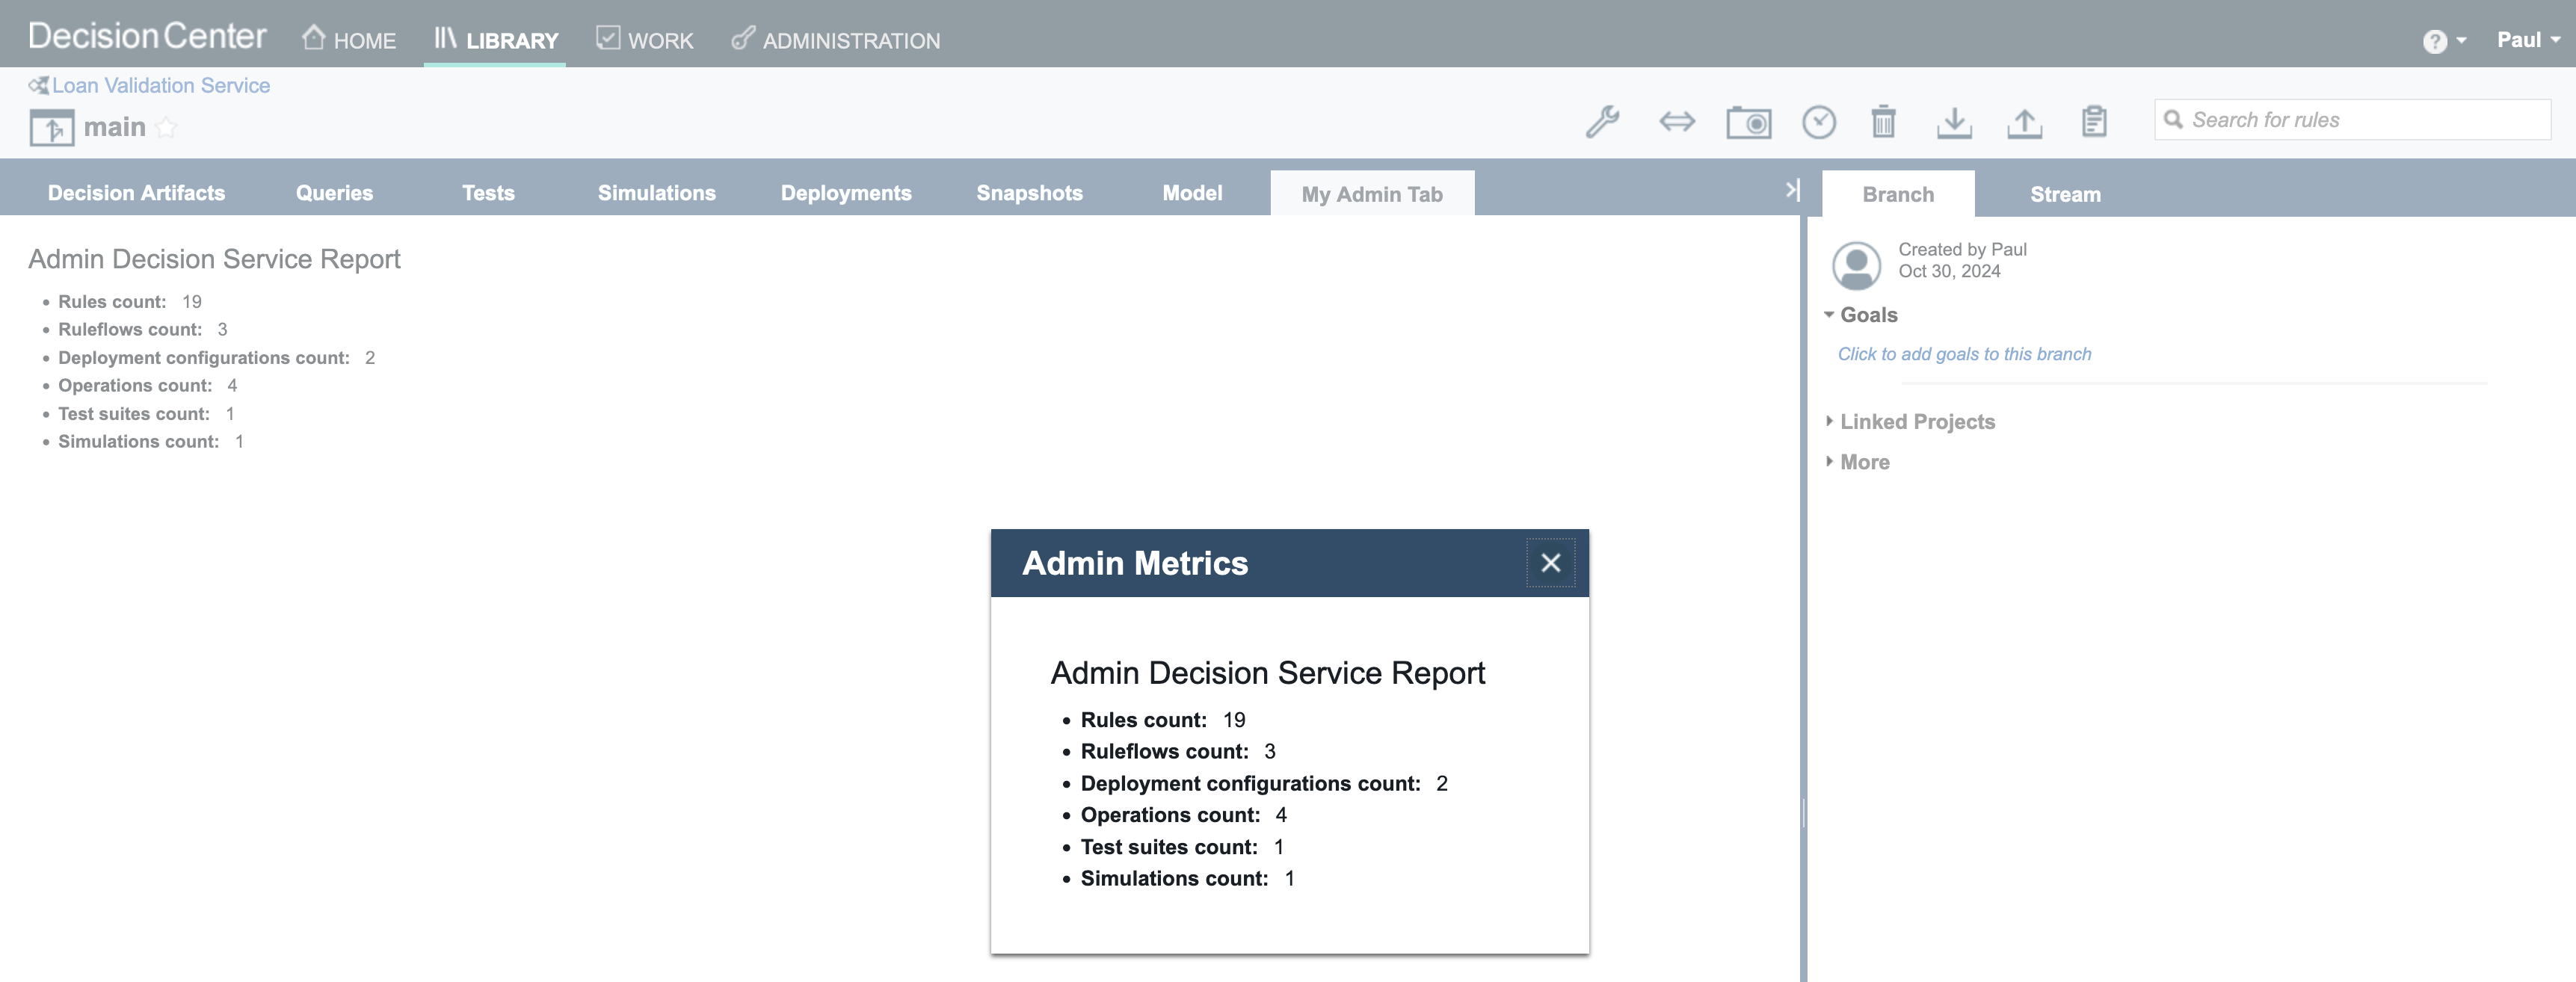 Decision Center
HOME
LIBRARY
WORK
ADMINISTRATION
?
Paul
Loan Validation Service
main
Search for rules
Decision Artifacts
Queries
Tests
Simulations
Deployments
Snapshots
Model
My Admin Tab
Branch
Stream
Admin Decision Service Report
Rules count: 19
Ruleflows count: 3
Deployment configurations count: 2
Operations count: 4
Test suites count: 1
Simulations count: 1
Created by Paul
Oct 30, 2024
Goals
Click to add goals to this branch
Linked Projects
More
Admin Metrics
Admin Decision Service Report
Rules count: 19
Ruleflows count: 3
Deployment configurations count: 2
Operations count: 4
Test suites count: 1
Simulations count: 1